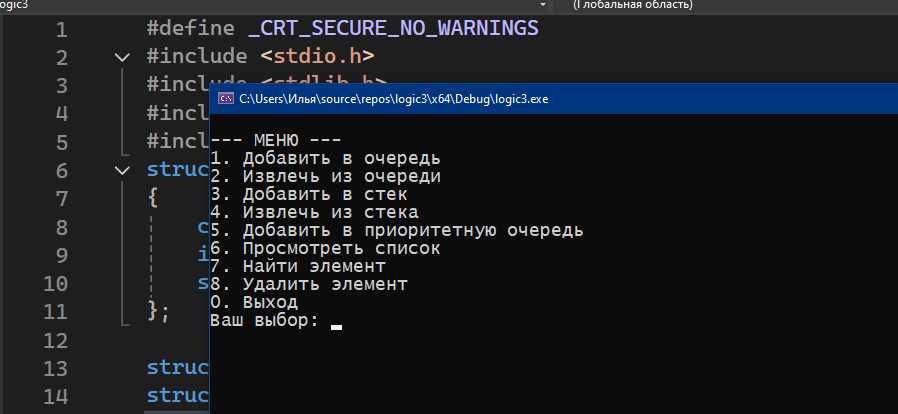 ogic3
(Глобальная область)
1 #define _CRT_SECURE_NO_WARNINGS
2 #include <stdio.h>
3 #include <stdlib.h>
4 #incl
5 #incl
6 struc
7 {
8 c
9 i
10 s
11 };
12
13 struc
14 struc
C:\Users\Илья\source\repos\logic3\x64\Debug\logic3.exe
--- МЕНЮ ---
1. Добавить в очередь
2. Извлечь из очереди
3. Добавить в стек
4. Извлечь из стека
5. Добавить в приоритетную очередь
6. Просмотреть список
7. Найти элемент
8. Удалить элемент
0. Выход
Ваш выбор: